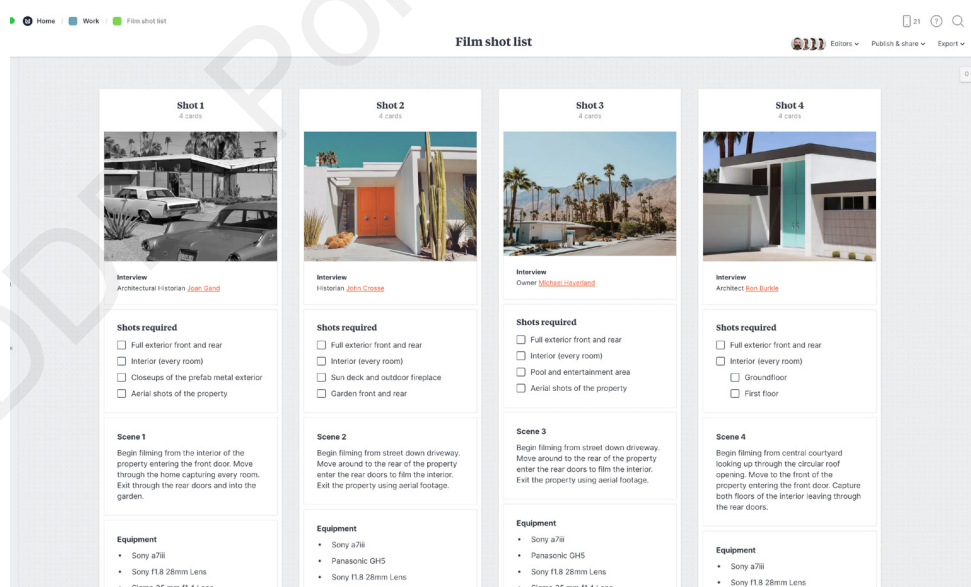 Home / Work / Film shot list
21
Film shot list
Editors
Publish & share
Export
0
Shot 1
4 cards
Interview
Architectural Historian Joan Gand
Shots required
Full exterior front and rear
Interior (every room)
Closeups of the prefab metal exterior
Aerial shots of the property
Scene 1
Begin filming from the interior of the
property entering the front door. Move
through the home capturing every room.
Exit through the rear doors and into the
garden.
Equipment
• Sony a7iii
• Sony f1.8 28mm Lens
Shot 2
4 cards
Interview
Historian John Crosse
Shots required
Full exterior front and rear
Interior (every room)
Sun deck and outdoor fireplace
Garden front and rear
Scene 2
Begin filming from street down driveway.
Move around to the rear of the property
enter the rear doors to film the interior.
Exit the property using aerial footage.
Equipment
• Sony a7iii
• Panasonic GH5
• Sony f1.8 28mm Lens
Shot 3
4 cards
Interview
Owner Michael Haverland
Shots required
Full exterior front and rear
Interior (every room)
Pool and entertainment area
Aerial shots of the property
Scene 3
Begin filming from street down driveway.
Move around to the rear of the property
enter the rear doors to film the interior.
Exit the property using aerial footage.
Equipment
• Sony a7iii
• Panasonic GH5
• Sony f1.8 28mm Lens
Shot 4
4 cards
Interview
Architect Ron Burkle
Shots required
Full exterior front and rear
Interior (every room)
Groundfloor
First floor
Scene 4
Begin filming from central courtyard
looking up through the circular roof
opening. Move to the front of the
property entering the front door. Capture
both floors of the interior leaving through
the rear doors.
Equipment
• Sony a7iii
• Sony f1.8 28mm Lens